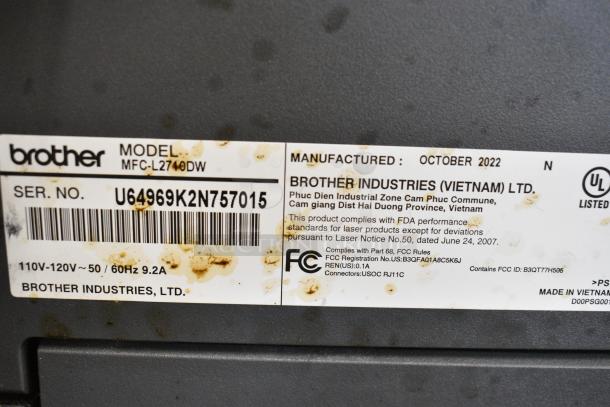 brother MODEL
MFC-L2710DW
SER. NO. U64969K2N757015
110V-120V ~ 50 / 60Hz 9.2A
BROTHER INDUSTRIES, LTD.
MANUFACTURED : OCTOBER 2022 N
BROTHER INDUSTRIES (VIETNAM) LTD.
Phuc Dien Industrial Zone Cam Phuc Commune,
Cam giang Dist Hai Duong Province, Vietnam
This product complies with FDA performance
standards for laser products except for deviations
pursuant to Laser Notice No.50, dated June 24, 2007.
FC
Complies with Part 68, FCC Rules
FCC Registration No.US:B3QFA01A8C5K6J
REN(US):0.1A
Connectors:USOC RJ11C
Contains FCC ID: B3QT77H506
UL
LISTED
>PS
MADE IN VIETNAM
D00PSG001